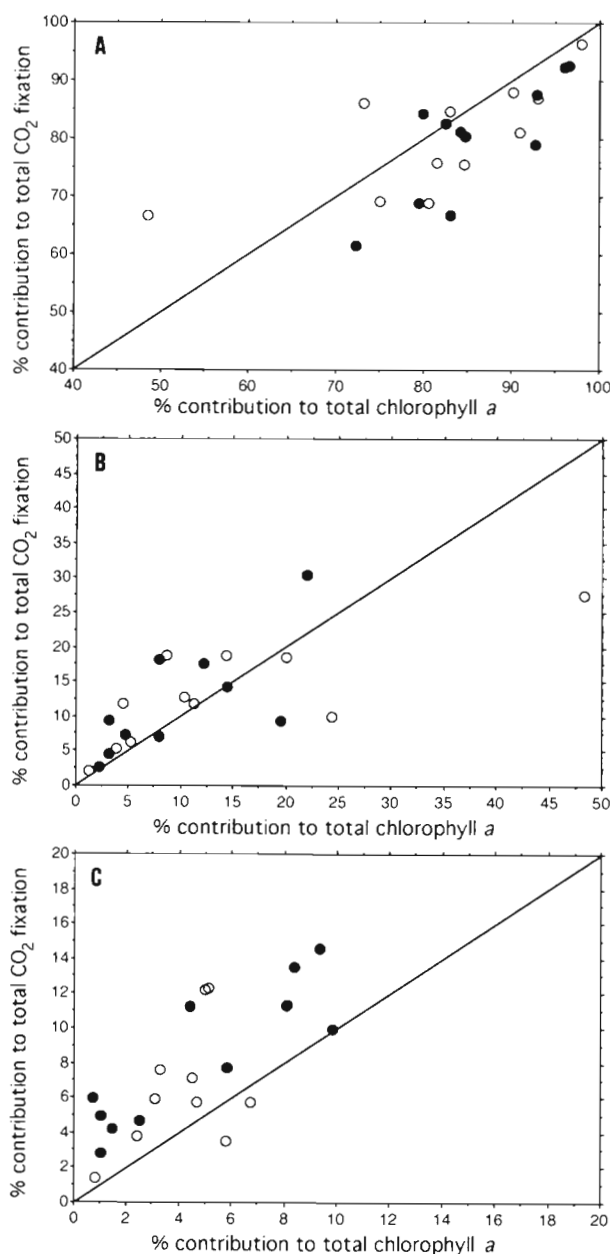 A
% contribution to total CO2 fixation
100
90
80
70
60
50
40
40 50 60 70 80 90 100
% contribution to total chlorophyll a
B
% contribution to total CO2 fixation
50
45
40
35
30
25
20
15
10
5
0
0 5 10 15 20 25 30 35 40 45 50
% contribution to total chlorophyll a
C
% contribution to total CO2 fixation
20
18
16
14
12
10
8
6
4
2
0
0 2 4 6 8 10 12 14 16 18 20
% contribution to total chlorophyll a